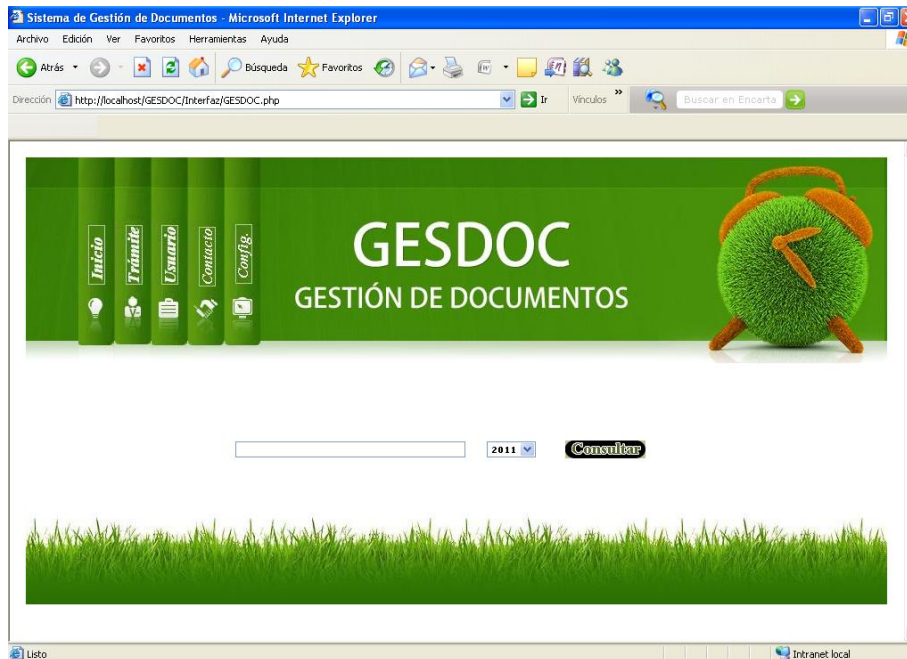 Sistema de Gestión de Documentos - Microsoft Internet Explorer
Archivo Edición Ver Favoritos Herramientas Ayuda
Atrás Búsqueda Favoritos
Dirección http://localhost/GESDOC/Interfaz/GESDOC.php Ir Vínculos » Buscar en Encarta
Inicio
Trámite
Usuario
Contacto
Config.
GESDOC
GESTIÓN DE DOCUMENTOS
2011 Consultar
Listo Intranet local